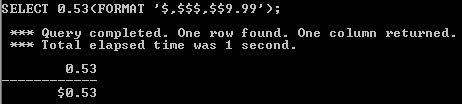 SELECT 0.53(FORMAT '$,$$$,$$9.99');
*** Query completed. One row found. One column returned.
*** Total elapsed time was 1 second.
0.53
------------
$0.53